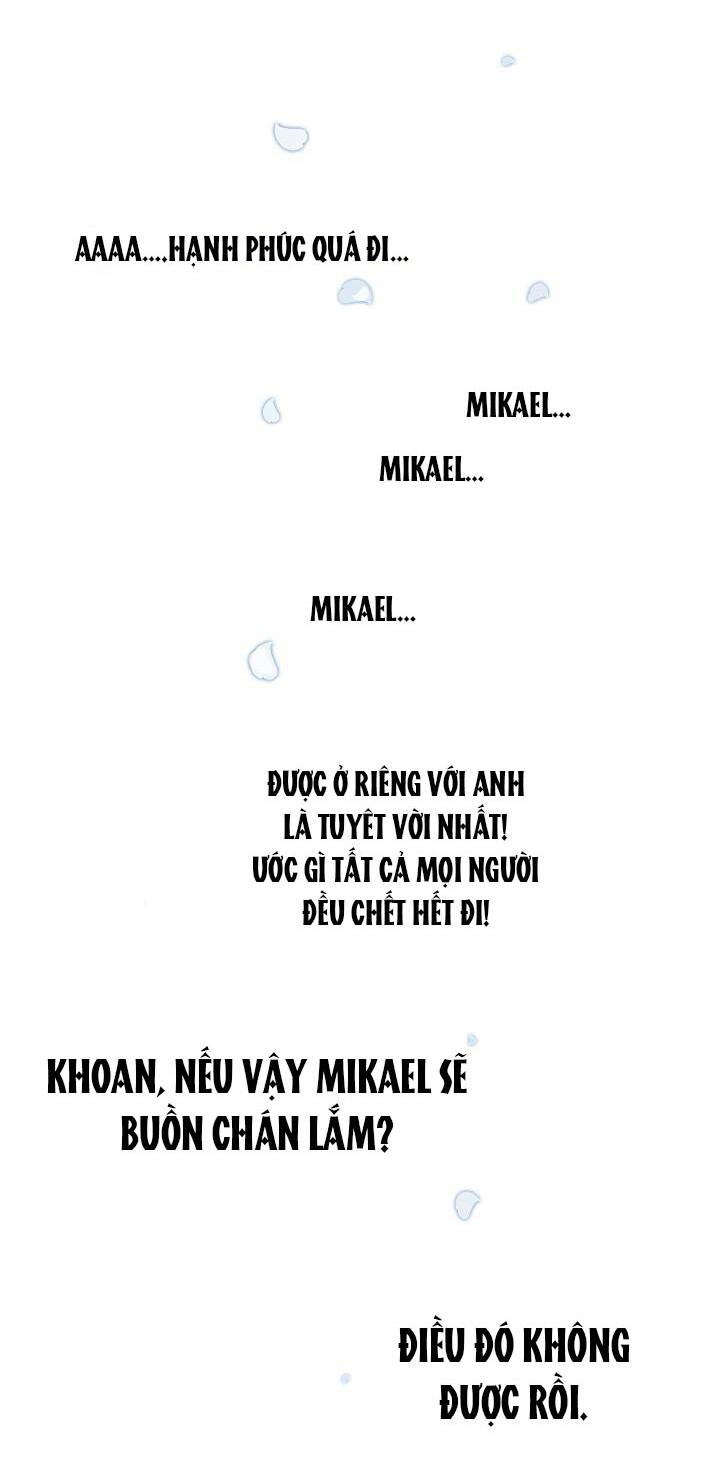 AAAA....HẠNH PHÚC QUÁ ĐI...
MIKAEL...
MIKAEL...
MIKAEL...
ĐƯỢC Ở RIÊNG VỚI ANH
LÀ TUYÊT VỜI NHẤT!
ƯỚC GÌ TẤT CẢ MỌI NGƯỜI
ĐỀU CHẾT HẾT ĐI!
KHOAN, NẾU VẬY MIKAEL SẼ
BUỒN CHÁN LẮM?
ĐIỀU ĐÓ KHÔNG
ĐƯỢC RỒI.